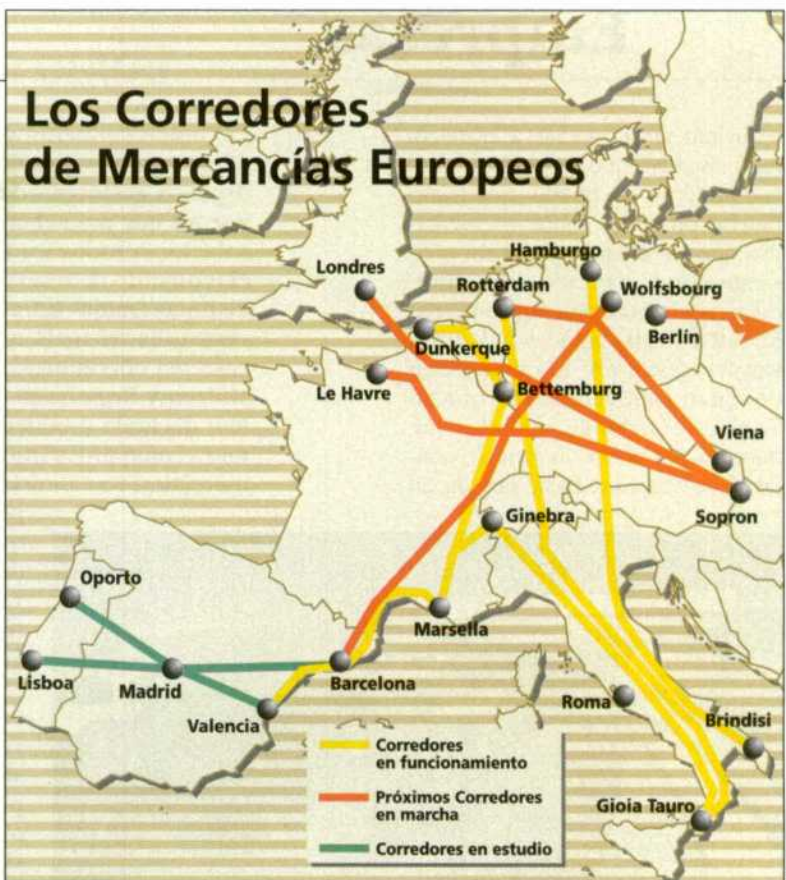 Los Corredores
de Mercancías Europeos
Hamburgo
Londres
Rotterdam
Wolfsbourg
Berlín
Dunkerque
Le Havre
Bettemburg
Viena
Ginebra
Sopron
Oporto
Marsella
Lisboa
Madrid
Barcelona
Valencia
Roma
Brindisi
Gioia Tauro
Corredores
en funcionamiento
Próximos Corredores
en marcha
Corredores en estudio